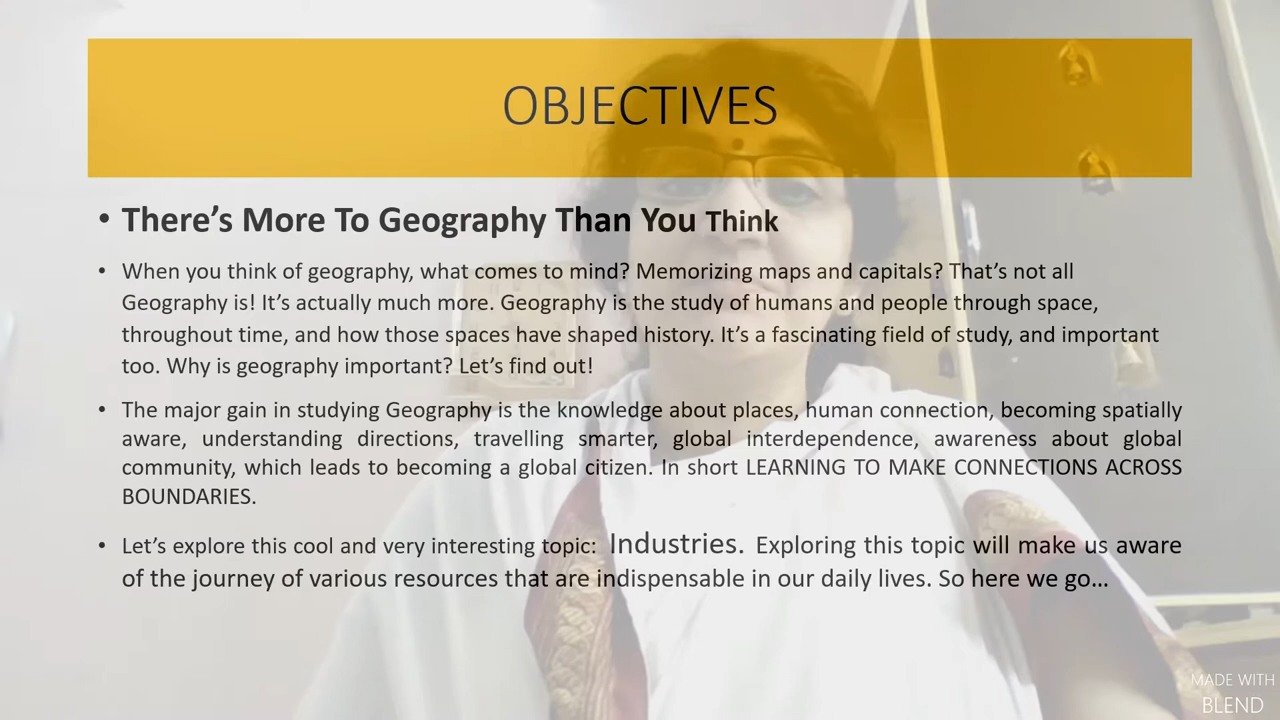 OBJECTIVES
• There’s More To Geography Than You Think
• When you think of geography, what comes to mind? Memorizing maps and capitals? That’s not all
Geography is! It’s actually much more. Geography is the study of humans and people through space,
throughout time, and how those spaces have shaped history. It’s a fascinating field of study, and important
too. Why is geography important? Let’s find out!
• The major gain in studying Geography is the knowledge about places, human connection, becoming spatially
aware, understanding directions, travelling smarter, global interdependence, awareness about global
community, which leads to becoming a global citizen. In short LEARNING TO MAKE CONNECTIONS ACROSS
BOUNDARIES.
• Let’s explore this cool and very interesting topic: Industries. Exploring this topic will make us aware
of the journey of various resources that are indispensable in our daily lives. So here we go…
MADE WITH
BLEND